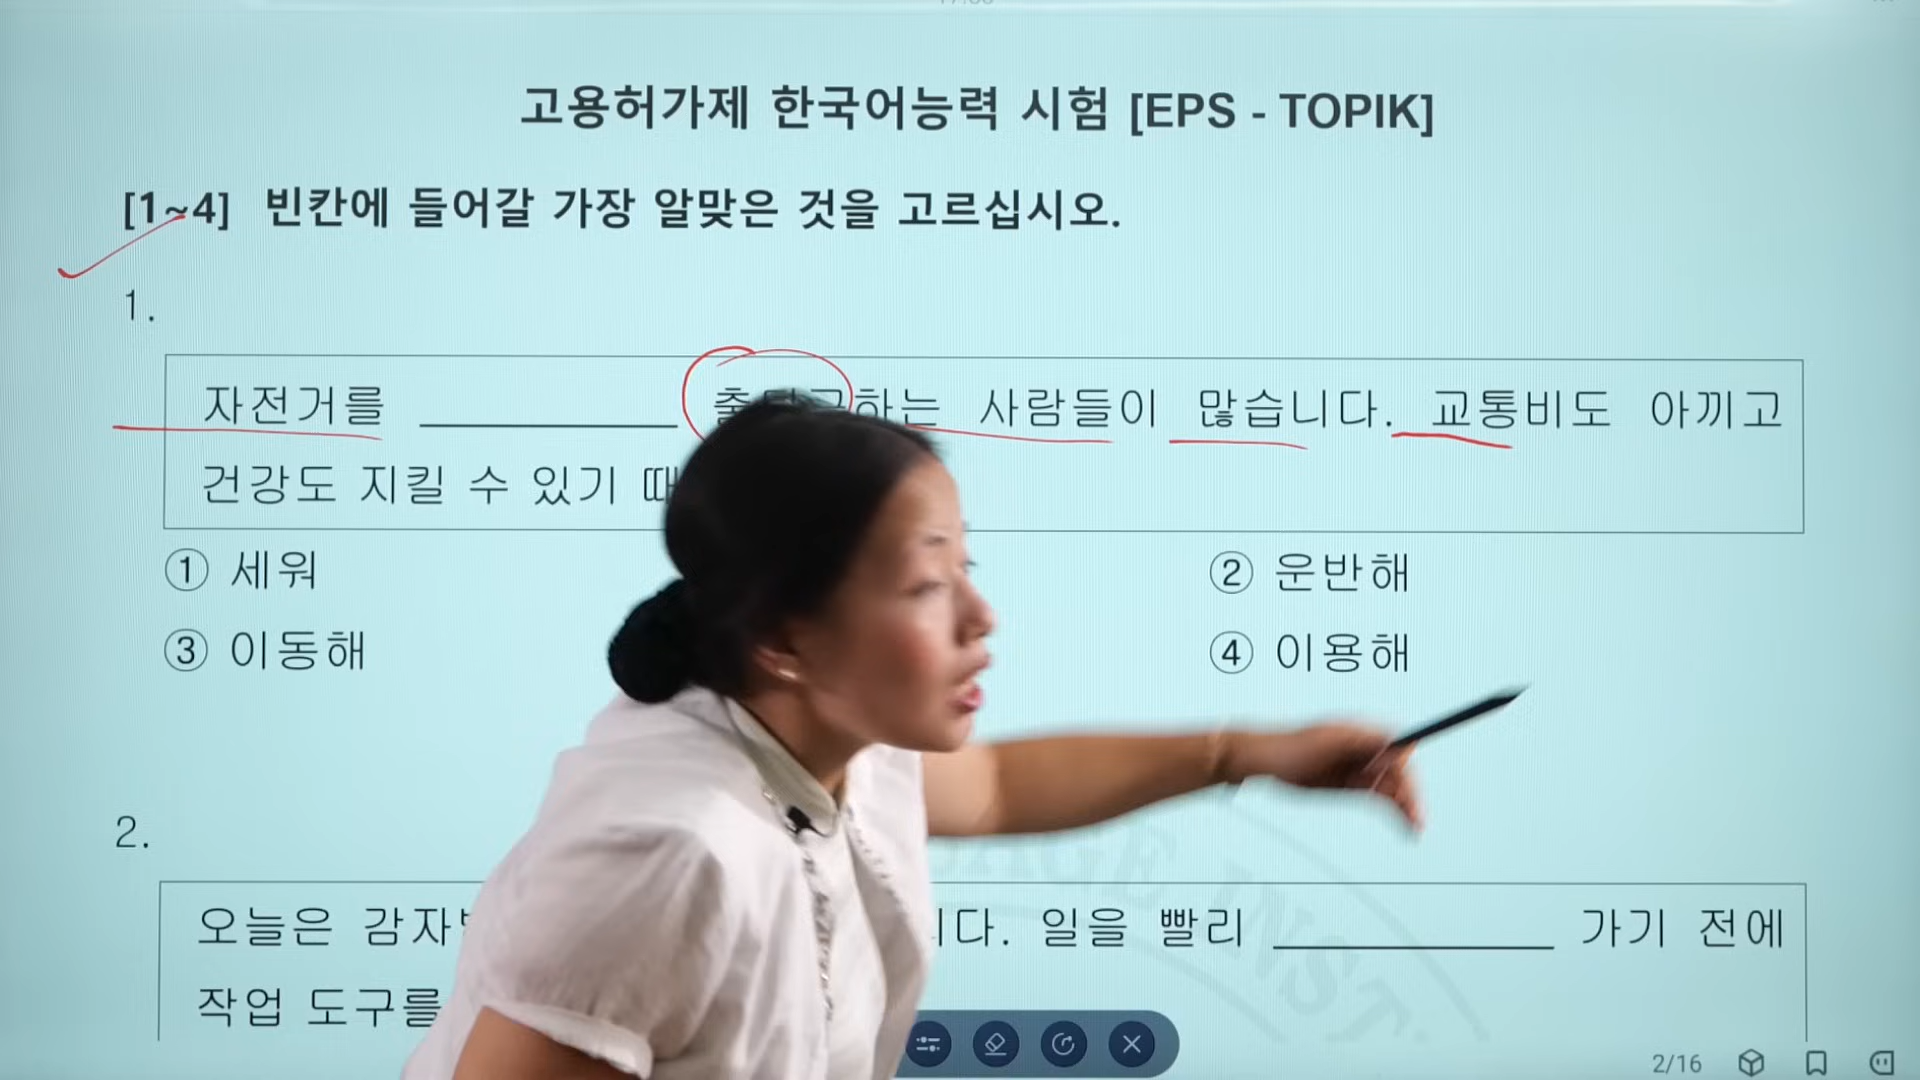 고용허가제 한국어능력 시험 [EPS - TOPIK]
[1~4] 빈칸에 들어갈 가장 알맞은 것을 고르십시오.
1.
자전거를 ________ 사람들이 많습니다. 교통비도 아끼고
건강도 지킬 수 있기
① 세워
② 운반해
③ 이동해
④ 이용해
2.
오늘은 일을 빨리 ________ 가기 전에
작업 도구를
INST.
2/16